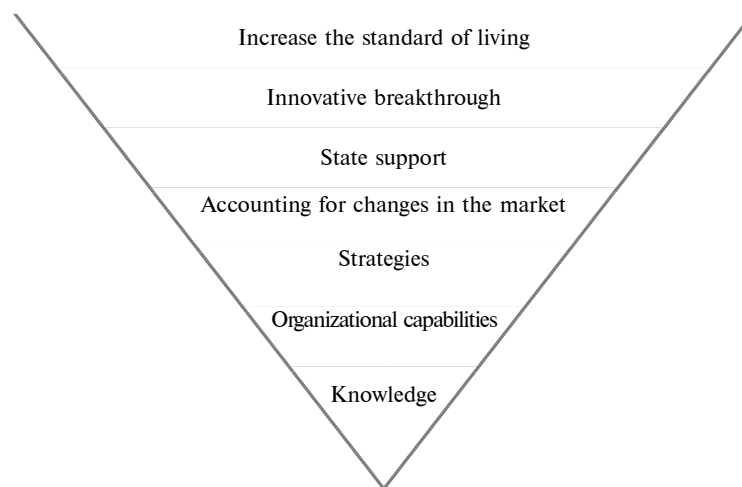 Increase the standard of living
Innovative breakthrough
State support
Accounting for changes in the market
Strategies
Organizational capabilities
Knowledge